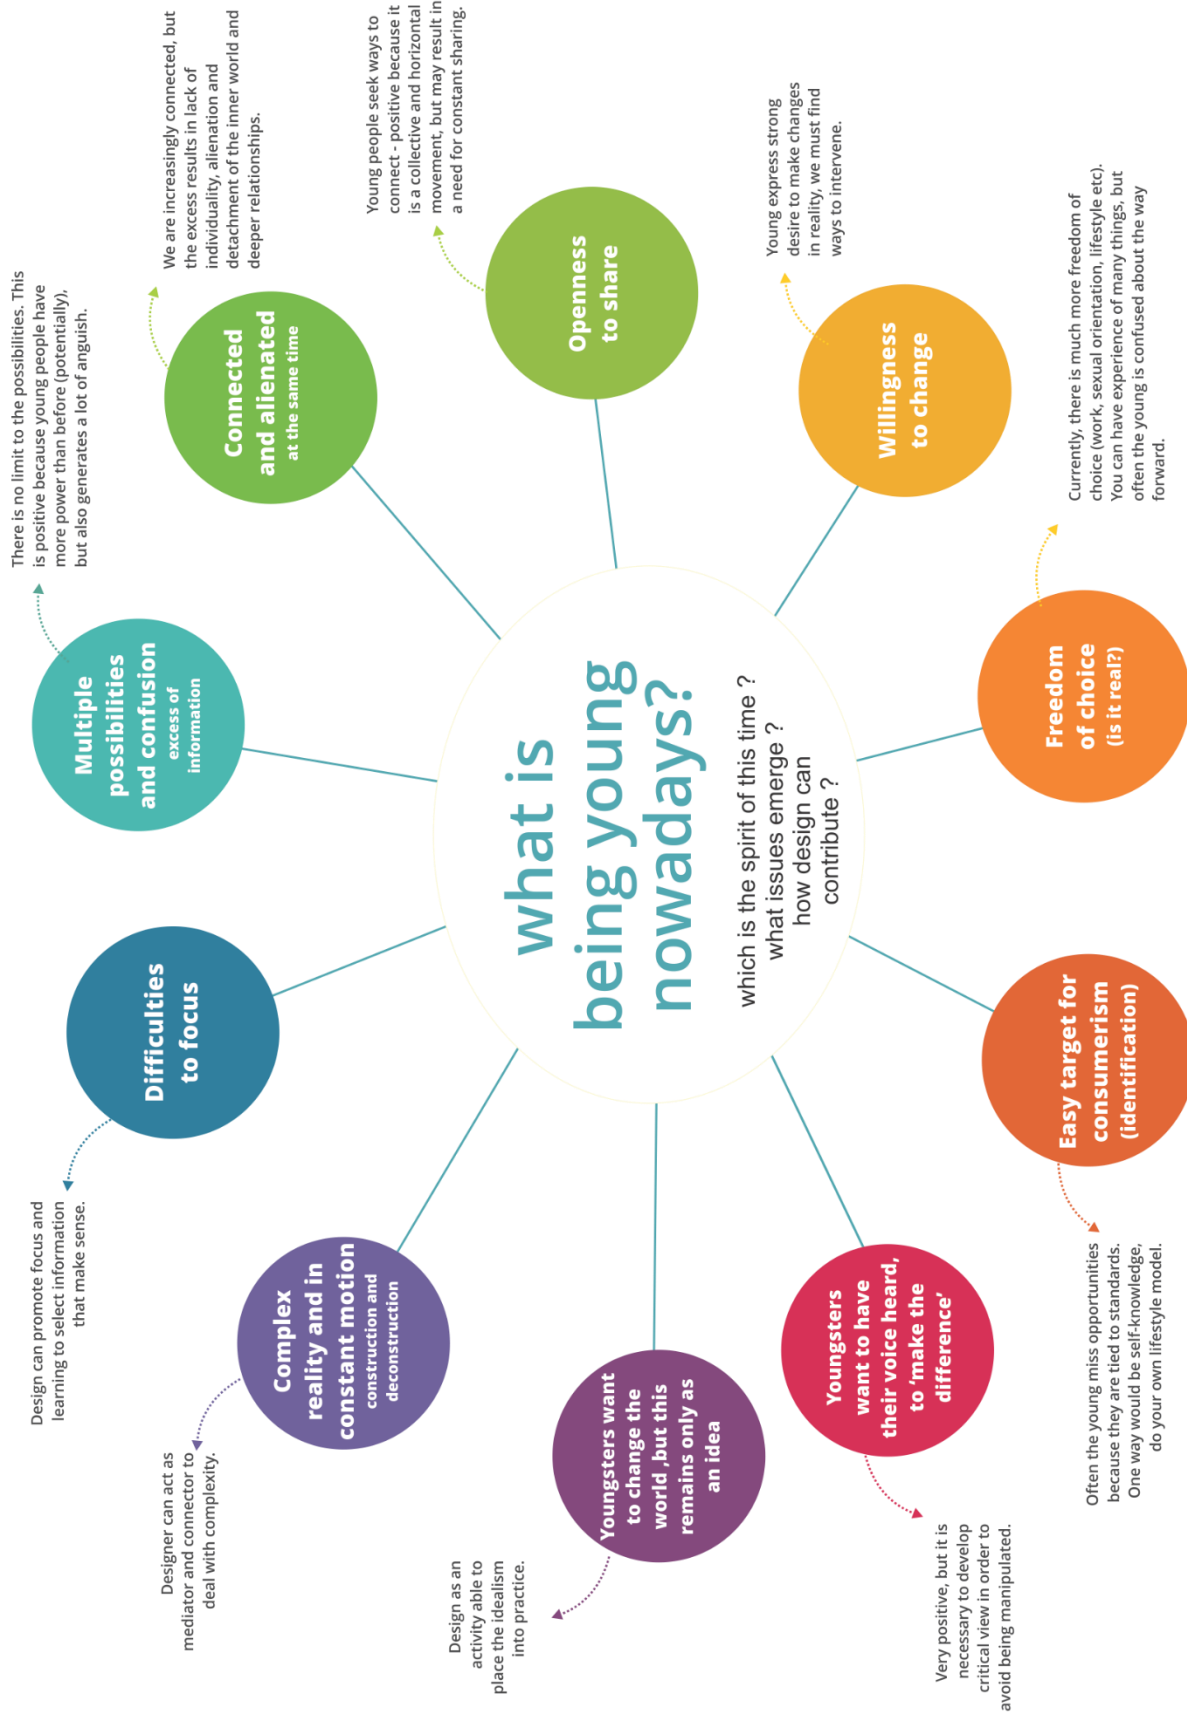 what is
being young
nowadays?
which is the spirit of this time ?
what issues emerge ?
how design can
contribute ?
Multiple
possibilities
and confusion
excess of
information
There is no limit to the possibilities. This
is positive because young people have
more power than before (potentially),
but also generates a lot of anguish.
Connected
and alienated
at the same time
We are increasingly connected, but
the excess results in lack of
individuality, alienation and
detachment of the inner world and
deeper relationships.
Openness
to share
Young people seek ways to
connect - positive because it
is a collective and horizontal
movement, but may result in
a need for constant sharing.
Willingness
to change
Young express strong
desire to make changes
in reality, we must find
ways to intervene.
Freedom
of choice
(is it real?)
Currently, there is much more freedom of
choice (work, sexual orientation, lifestyle etc).
You can have experience of many things, but
often the young is confused about the way
forward.
Easy target for
consumerism
(identification)
Often the young miss opportunities
because they are tied to standards.
One way would be self-knowledge,
do your own lifestyle model.
Youngsters
want to have
their voice heard,
to ‘make the
difference’
Very positive, but it is
necessary to develop
critical view in order to
avoid being manipulated.
Youngsters want
to change the
world ,but this
remains only as
an idea
Design as an
activity able to
place the idealism
into practice.
Complex
reality and in
constant motion
construction and
deconstruction
Designer can act as
mediator and connector to
deal with complexity.
Difficulties
to focus
Design can promote focus and
learning to select information
that make sense.